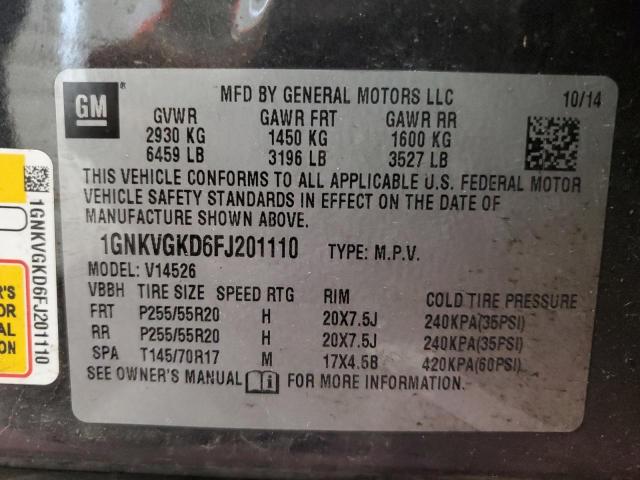 GM
®
MFD BY GENERAL MOTORS LLC 10/14
GVWR GAWR FRT GAWR RR
2930 KG 1450 KG 1600 KG
6459 LB 3196 LB 3527 LB
THIS VEHICLE CONFORMS TO ALL APPLICABLE U.S. FEDERAL MOTOR
VEHICLE SAFETY STANDARDS IN EFFECT ON THE DATE OF
MANUFACTURE SHOWN ABOVE.
1GNKVGKD6FJ201110 TYPE: M.P.V.
MODEL: V14526
VBBH TIRE SIZE SPEED RTG RIM COLD TIRE PRESSURE
FRT P255/55R20 H 20X7.5J 240KPA(35PSI)
RR P255/55R20 H 20X7.5J 240KPA(35PSI)
SPA T145/70R17 M 17X4.5B 420KPA(60PSI)
SEE OWNER'S MANUAL i FOR MORE INFORMATION.
1GNKVGKD6FJ201110